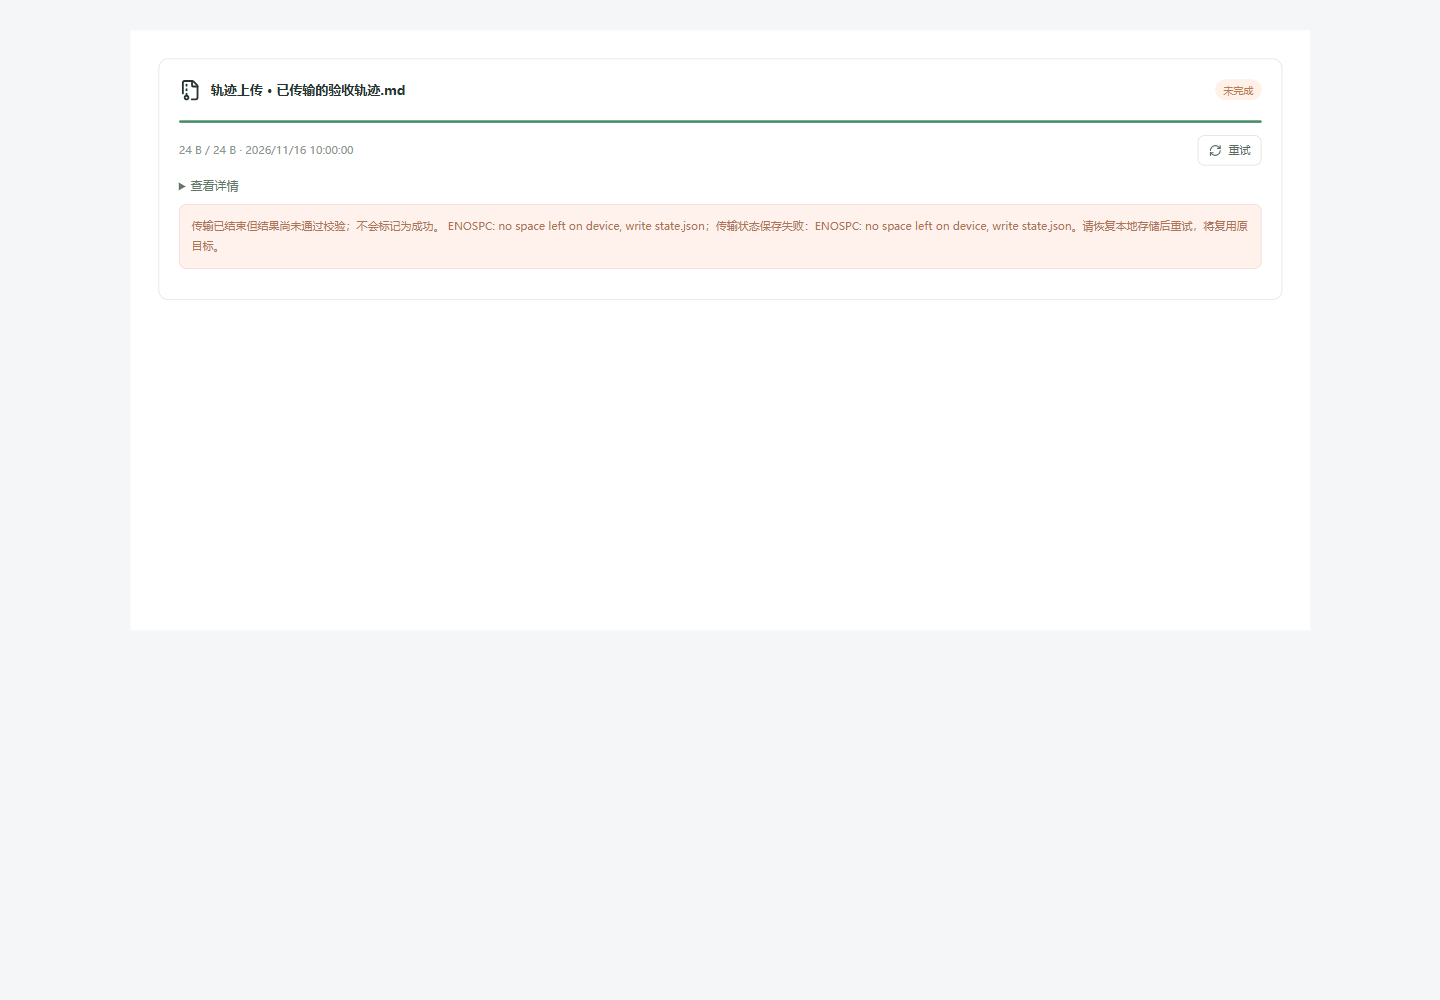 轨迹上传 • 已传输的验收轨迹.md
未完成
24 B / 24 B · 2026/11/16 10:00:00
重试
▶ 查看详情
传输已结束但结果尚未通过校验；不会标记为成功。 ENOSPC: no space left on device, write state.json；传输状态保存失败：ENOSPC: no space left on device, write state.json。请恢复本地存储后重试，将复用原
目标。